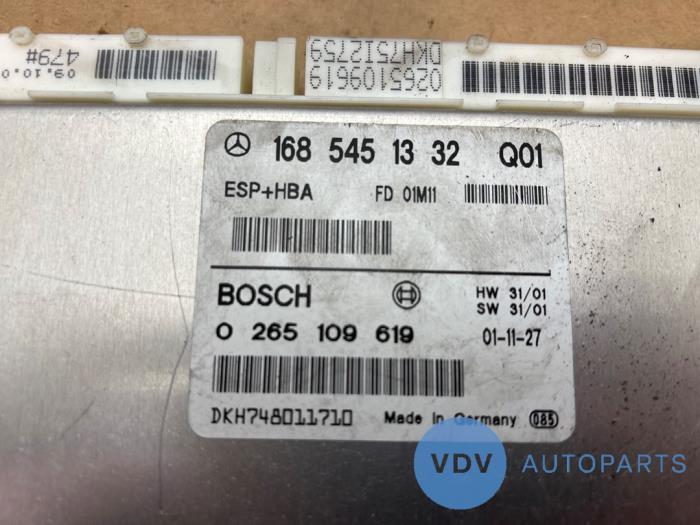 09.10.0
479#
0265109619
DKH75I2759
168 545 13 32 Q01
ESP+HBA FD 01M11
BOSCH HW 31/01
SW 31/01
0 265 109 619 01-11-27
DKH748011710 Made in Germany 085
VDV AUTOPARTS